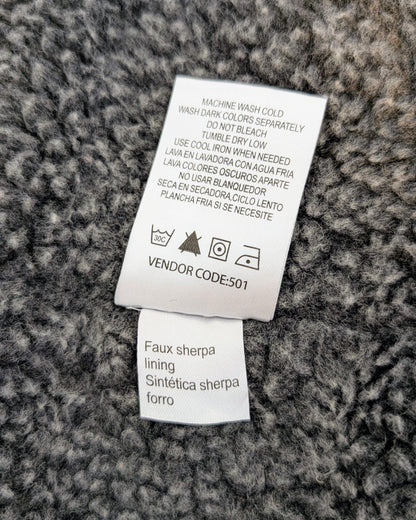 MACHINE WASH COLD
WASH DARK COLORS SEPARATELY
DO NOT BLEACH
TUMBLE DRY LOW
USE COOL IRON WHEN NEEDED
LAVA EN LAVADORA CON AGUA FRIA
LAVA COLORES OSCUROS APARTE
NO USAR BLANQUEDOR
SECA EN SECADORA,CICLO LENTO
PLANCHA FRIA SI SE NECESITE
30C
VENDOR CODE:501
Faux sherpa
lining
Sintética sherpa
forro